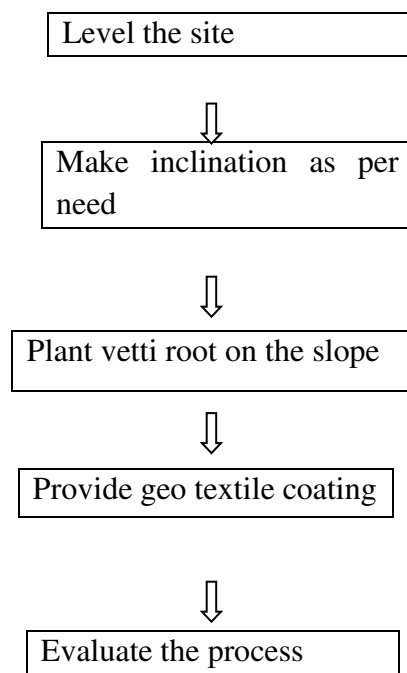 Level the site
Make inclination as per
need
Plant vetti root on the slope
Provide geo textile coating
Evaluate the process